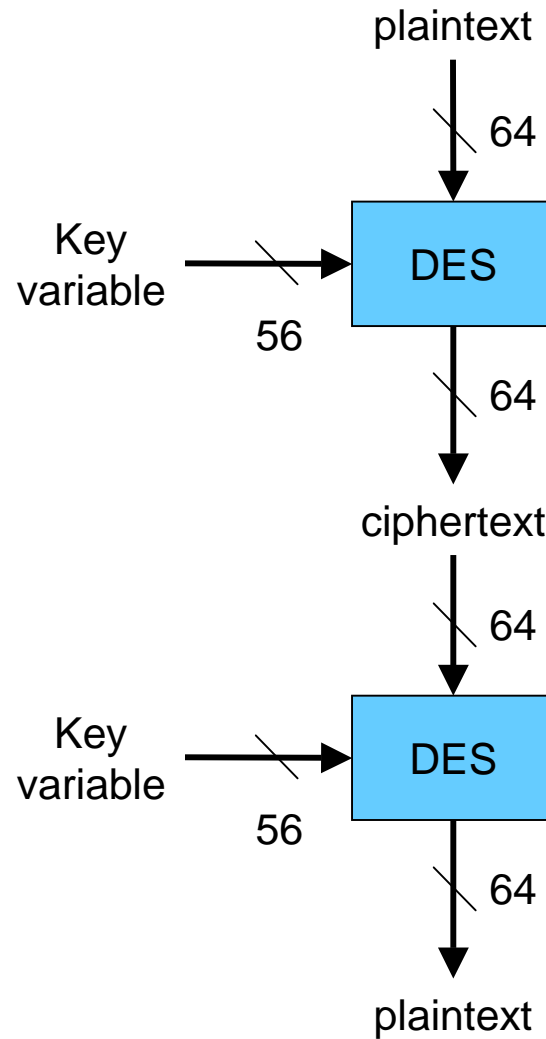 plaintext
64
Key
variable
DES
56
64
ciphertext
64
Key
variable
DES
56
64
plaintext